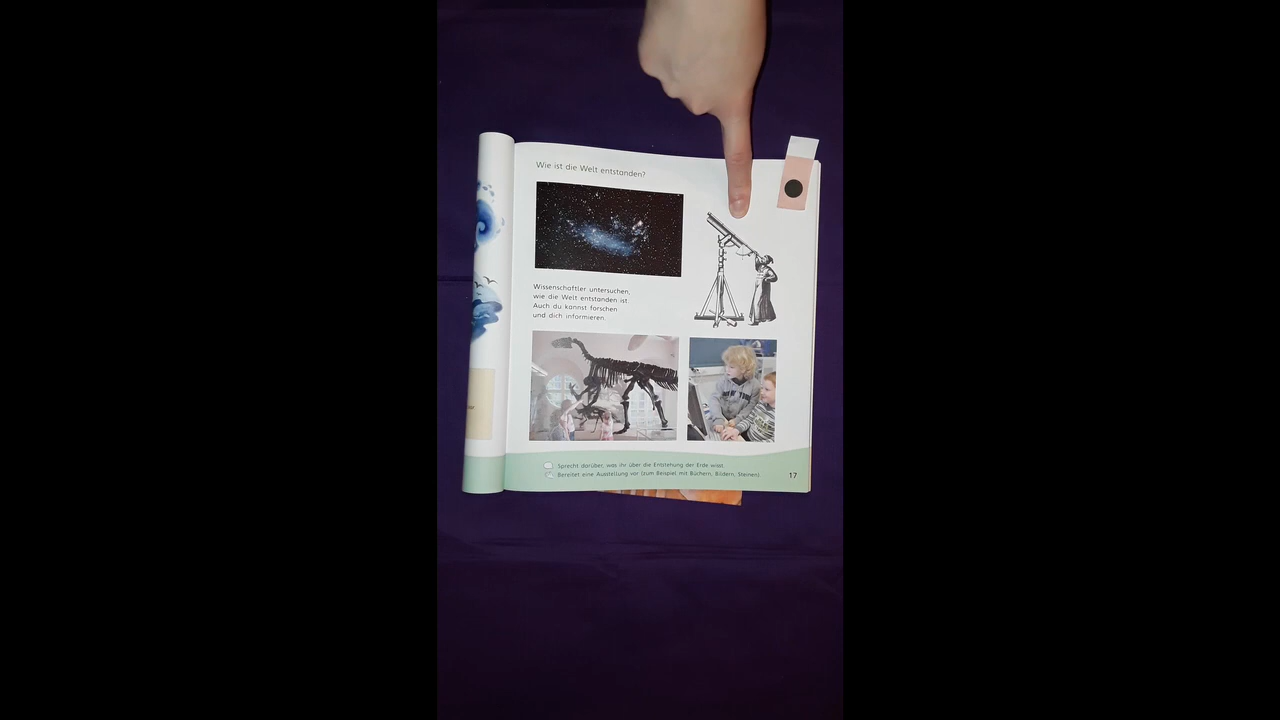 Wie ist die Welt entstanden?
Wissenschaftler untersuchen,
wie die Welt entstanden ist.
Auch du kannst forschen
und dich informieren.
Sprecht darüber, was ihr über die Entstehung der Erde wisst.
Bereitet eine Ausstellung vor (zum Beispiel mit Büchern, Bildern, Steinen).
17